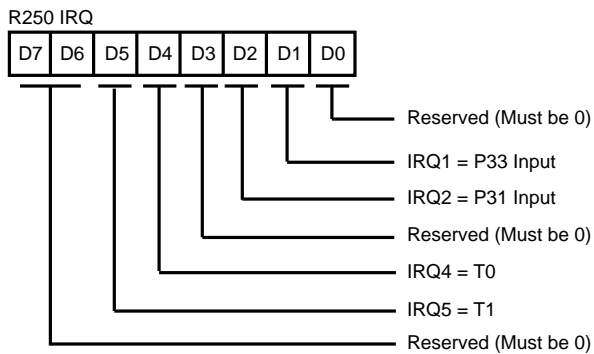 R250 IRQ
D7 D6 D5 D4 D3 D2 D1 D0
Reserved (Must be 0)
IRQ1 = P33 Input
IRQ2 = P31 Input
Reserved (Must be 0)
IRQ4 = T0
IRQ5 = T1
Reserved (Must be 0)